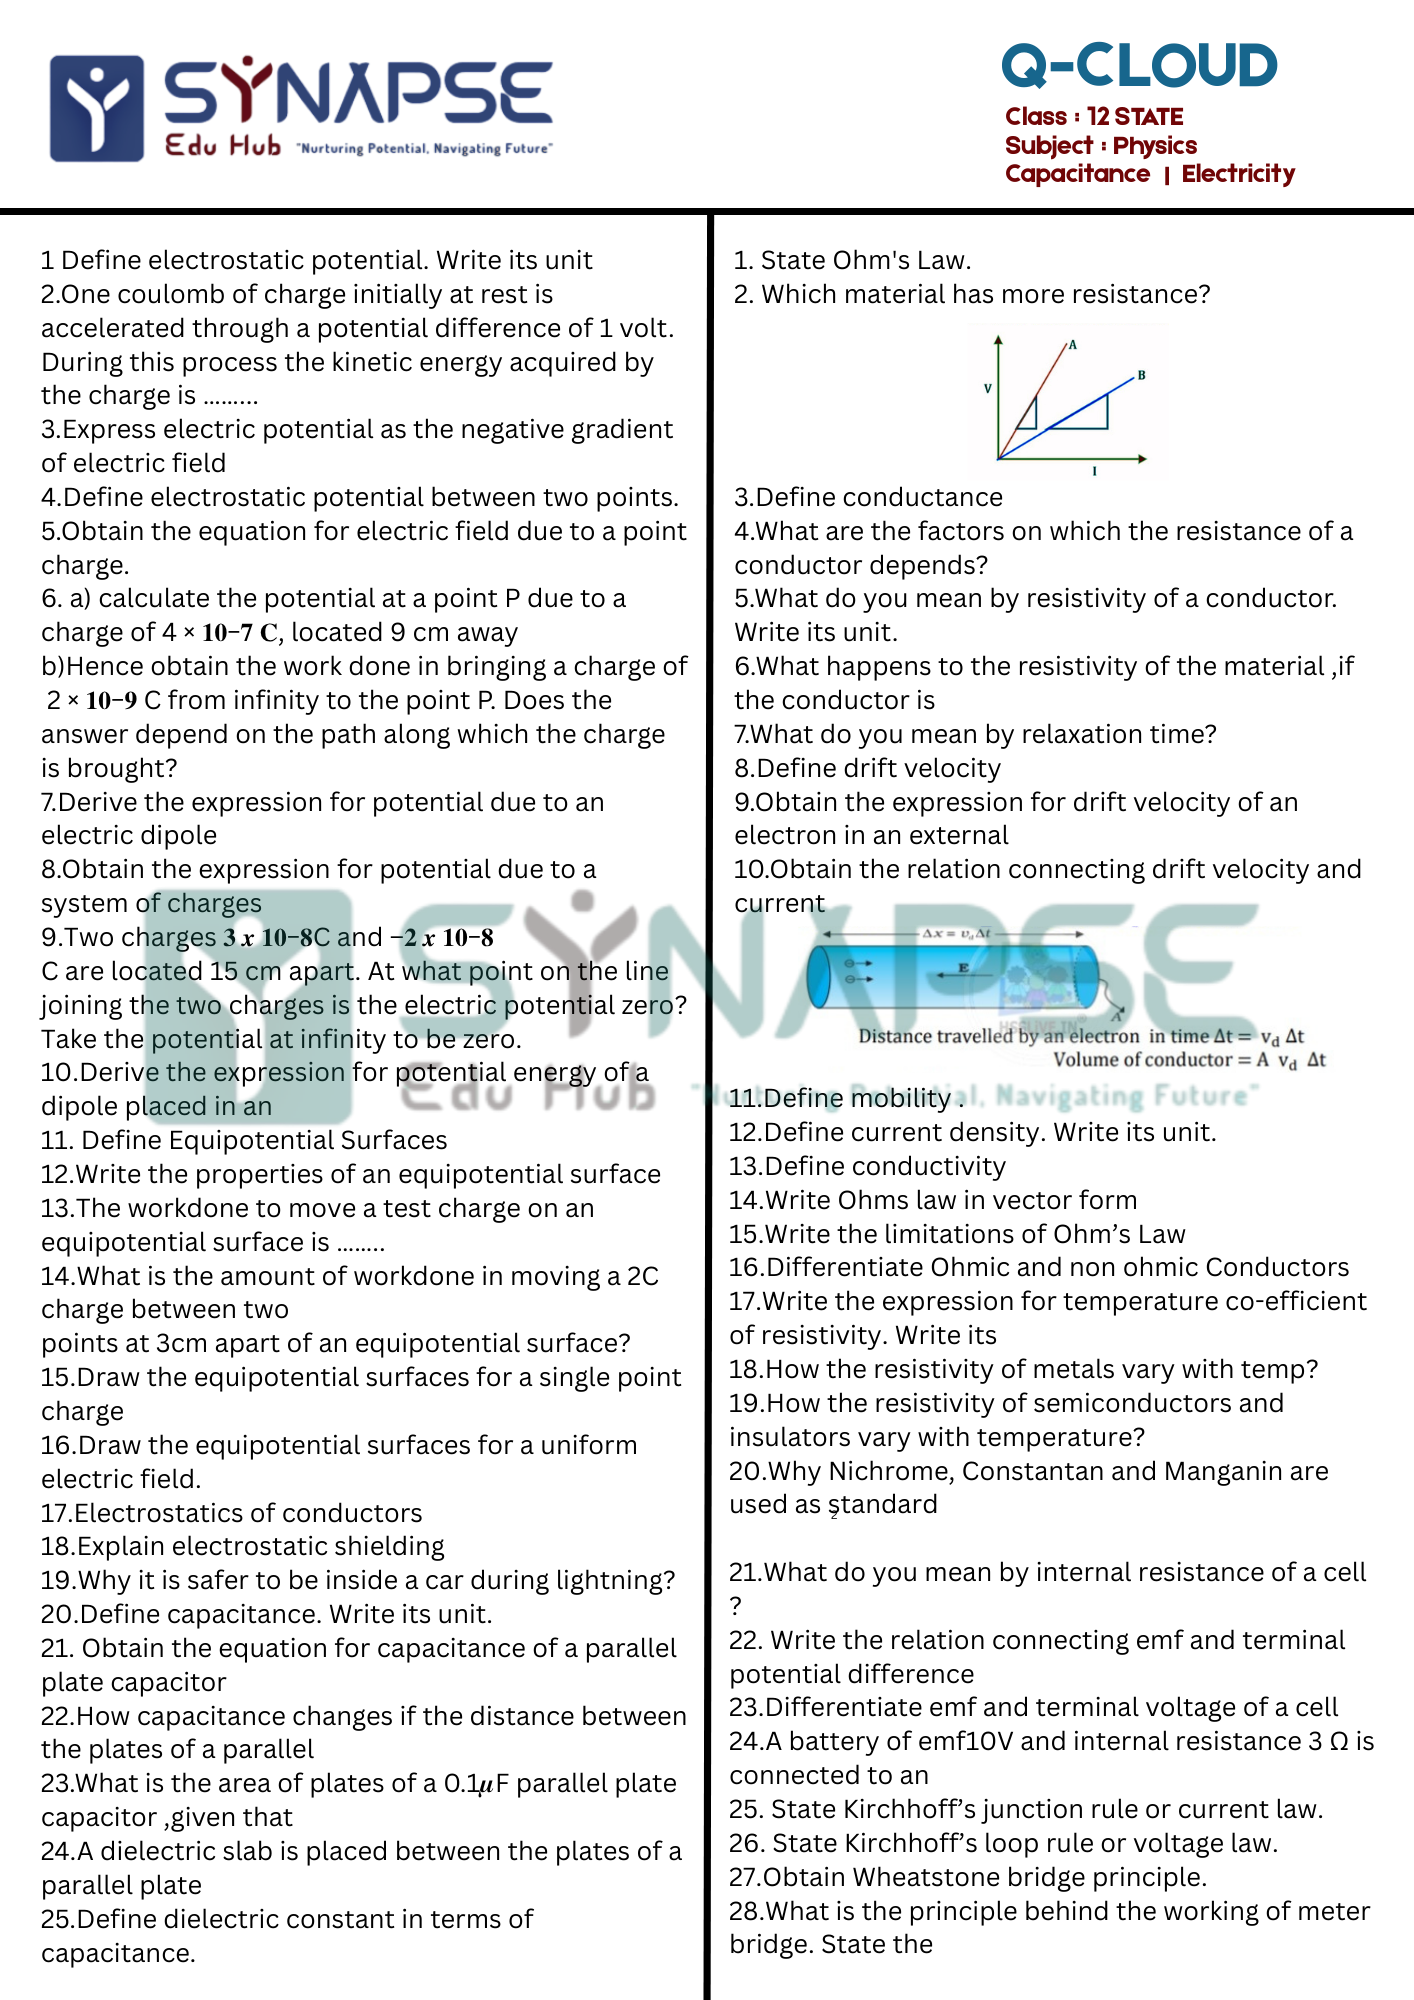 SYNAPSE
Edu Hub "Nurturing Potential, Navigating Future"
Q-CLOUD
Class : 12 STATE
Subject : Physics
Capacitance | Electricity
1 Define electrostatic potential. Write its unit
2.One coulomb of charge initially at rest is
accelerated through a potential difference of 1 volt.
During this process the kinetic energy acquired by
the charge is .........
3.Express electric potential as the negative gradient
of electric field
4.Define electrostatic potential between two points.
5.Obtain the equation for electric field due to a point
charge.
6. a) calculate the potential at a point P due to a
charge of 4 × 10−7 C, located 9 cm away
b)Hence obtain the work done in bringing a charge of
2 × 10−9 C from infinity to the point P. Does the
answer depend on the path along which the charge
is brought?
7.Derive the expression for potential due to an
electric dipole
8.Obtain the expression for potential due to a
system of charges
9.Two charges 3 x 10−8C and −2 x 10−8
C are located 15 cm apart. At what point on the line
joining the two charges is the electric potential zero?
Take the potential at infinity to be zero.
10.Derive the expression for potential energy of a
dipole placed in an
11. Define Equipotential Surfaces
12.Write the properties of an equipotential surface
13.The workdone to move a test charge on an
equipotential surface is ........
14.What is the amount of workdone in moving a 2C
charge between two
points at 3cm apart of an equipotential surface?
15.Draw the equipotential surfaces for a single point
charge
16.Draw the equipotential surfaces for a uniform
electric field.
17.Electrostatics of conductors
18.Explain electrostatic shielding
19.Why it is safer to be inside a car during lightning?
20.Define capacitance. Write its unit.
21. Obtain the equation for capacitance of a parallel
plate capacitor
22.How capacitance changes if the distance between
the plates of a parallel
23.What is the area of plates of a 0.1μF parallel plate
capacitor ,given that
24.A dielectric slab is placed between the plates of a
parallel plate
25.Define dielectric constant in terms of
capacitance.
1. State Ohm's Law.
2. Which material has more resistance?
A
B
V
I
3.Define conductance
4.What are the factors on which the resistance of a
conductor depends?
5.What do you mean by resistivity of a conductor.
Write its unit.
6.What happens to the resistivity of the material ,if
the conductor is
7.What do you mean by relaxation time?
8.Define drift velocity
9.Obtain the expression for drift velocity of an
electron in an external
10.Obtain the relation connecting drift velocity and
current
Δx = vdΔt
E
A
HSSLIVE.IN
Distance travelled by an electron in time Δt = vd Δt
Volume of conductor = A vd Δt
SYNAPSE
Edu Hub "Nurturing Potential, Navigating Future"
11.Define mobility .
12.Define current density. Write its unit.
13.Define conductivity
14.Write Ohms law in vector form
15.Write the limitations of Ohm’s Law
16.Differentiate Ohmic and non ohmic Conductors
17.Write the expression for temperature co-efficient
of resistivity. Write its
18.How the resistivity of metals vary with temp?
19.How the resistivity of semiconductors and
insulators vary with temperature?
20.Why Nichrome, Constantan and Manganin are
used as standard
2
21.What do you mean by internal resistance of a cell
?
22. Write the relation connecting emf and terminal
potential difference
23.Differentiate emf and terminal voltage of a cell
24.A battery of emf10V and internal resistance 3 Ω is
connected to an
25. State Kirchhoff’s junction rule or current law.
26. State Kirchhoff’s loop rule or voltage law.
27.Obtain Wheatstone bridge principle.
28.What is the principle behind the working of meter
bridge. State the